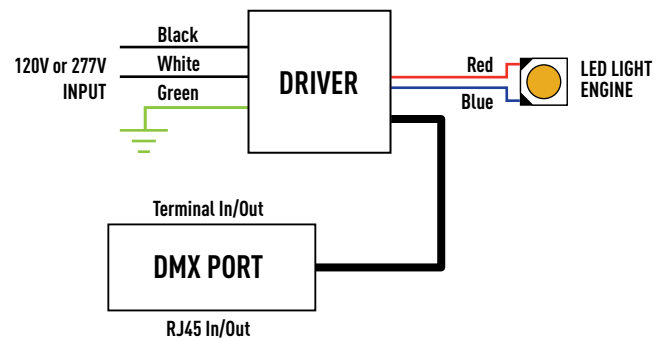 Black
120V or 277V
INPUT
White
Green
DRIVER
Red
Blue
LED LIGHT
ENGINE
Terminal In/Out
DMX PORT
RJ45 In/Out